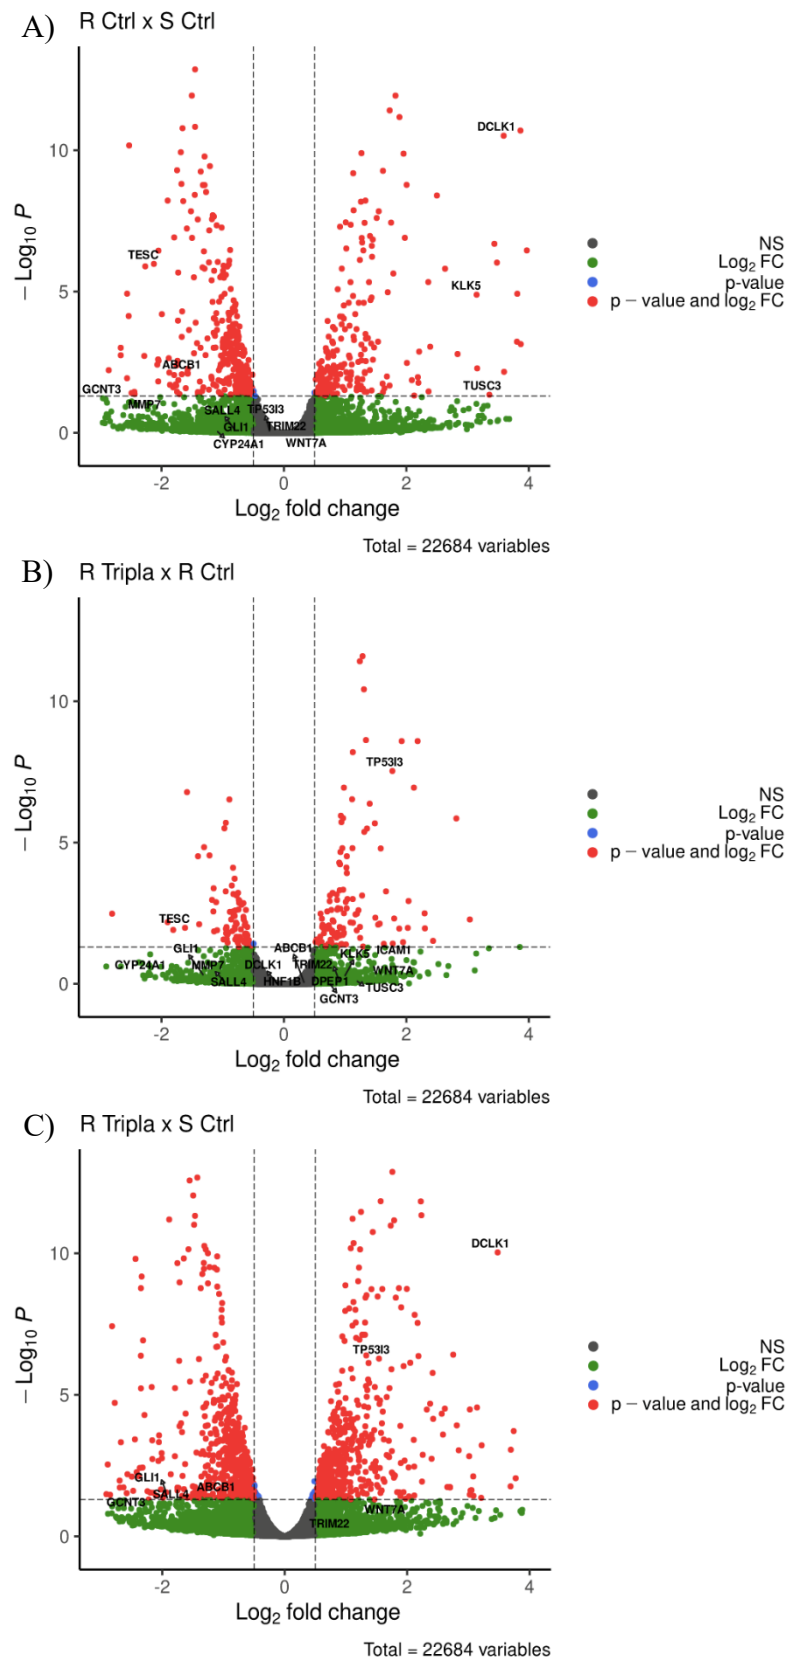 A) R Ctrl x S Ctrl
DCLK1
10
TESC
KLK5
5
ABCB1
GCNT3
TUSC3
MMP7
SALL4 TP53I3
GLI1 TRIM22
0
CYP24A1 WNT7A
-2 0 2 4
Log2 fold change
− Log10 P
NS
Log2 FC
p-value
p − value and log2 FC
Total = 22684 variables
B) R Tripla x R Ctrl
10
TP53I3
5
TESC
GLI1 ABCB1 KLK5 ICAM1
CYP24A1 MMP7 DCLK1 TRIM22 WNT7A
SALL4 HNF1B DPEP1 TUSC3
0
GCNT3
-2 0 2 4
Log2 fold change
− Log10 P
NS
Log2 FC
p-value
p − value and log2 FC
Total = 22684 variables
C) R Tripla x S Ctrl
DCLK1
10
TP53I3
5
GLI1
ABCB1
SALL4
GCNT3
WNT7A
TRIM22
0
-2 0 2 4
Log2 fold change
− Log10 P
NS
Log2 FC
p-value
p − value and log2 FC
Total = 22684 variables